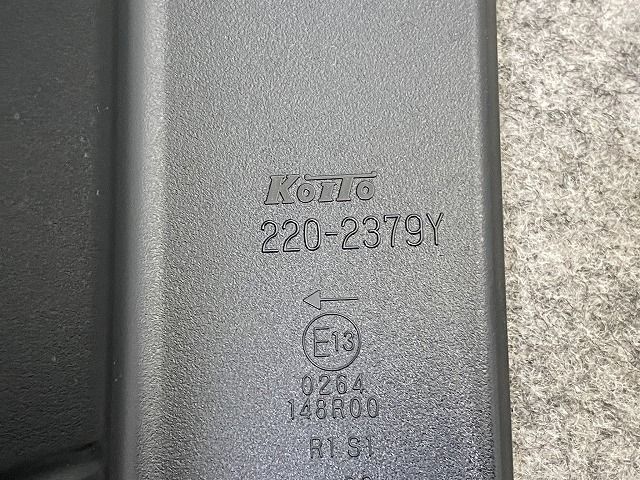 KOITO
220-2379Y
←
E13
0264
148R00
R1 S1